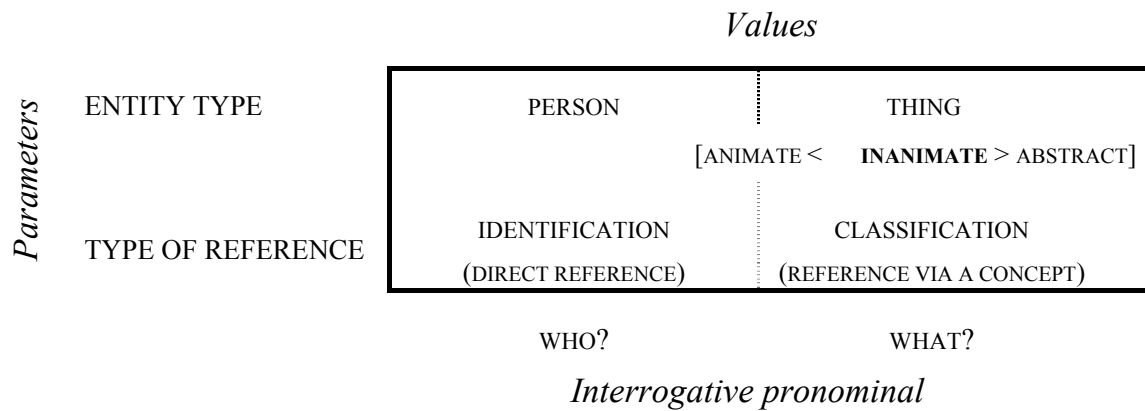 Values
Parameters
ENTITY TYPE PERSON THING
[ANIMATE < INANIMATE > ABSTRACT]
IDENTIFICATION CLASSIFICATION
TYPE OF REFERENCE
(DIRECT REFERENCE) (REFERENCE VIA A CONCEPT)
WHO? WHAT?
Interrogative pronominal